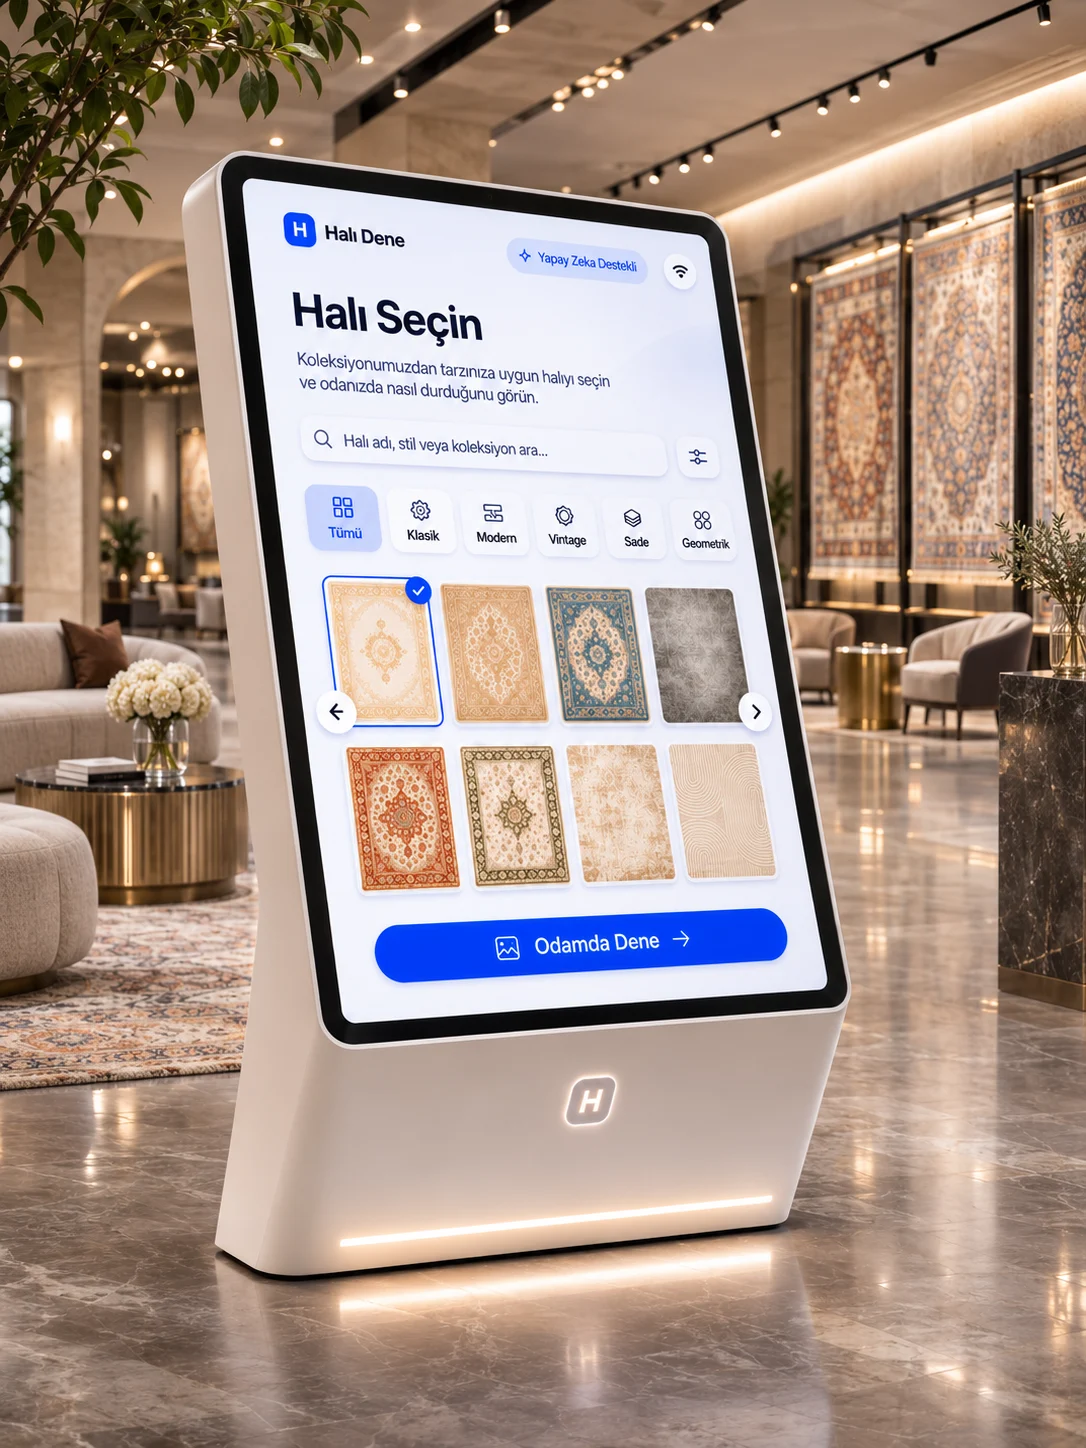 H Halı Dene
Yapay Zeka Destekli
Halı Seçin
Koleksiyonumuzdan tarzınıza uygun halıyı seçin
ve odanızda nasıl durduğunu görün.
Halı adı, stil veya koleksiyon ara...
Tümü
Klasik
Modern
Vintage
Sade
Geometrik
Odamda Dene
H